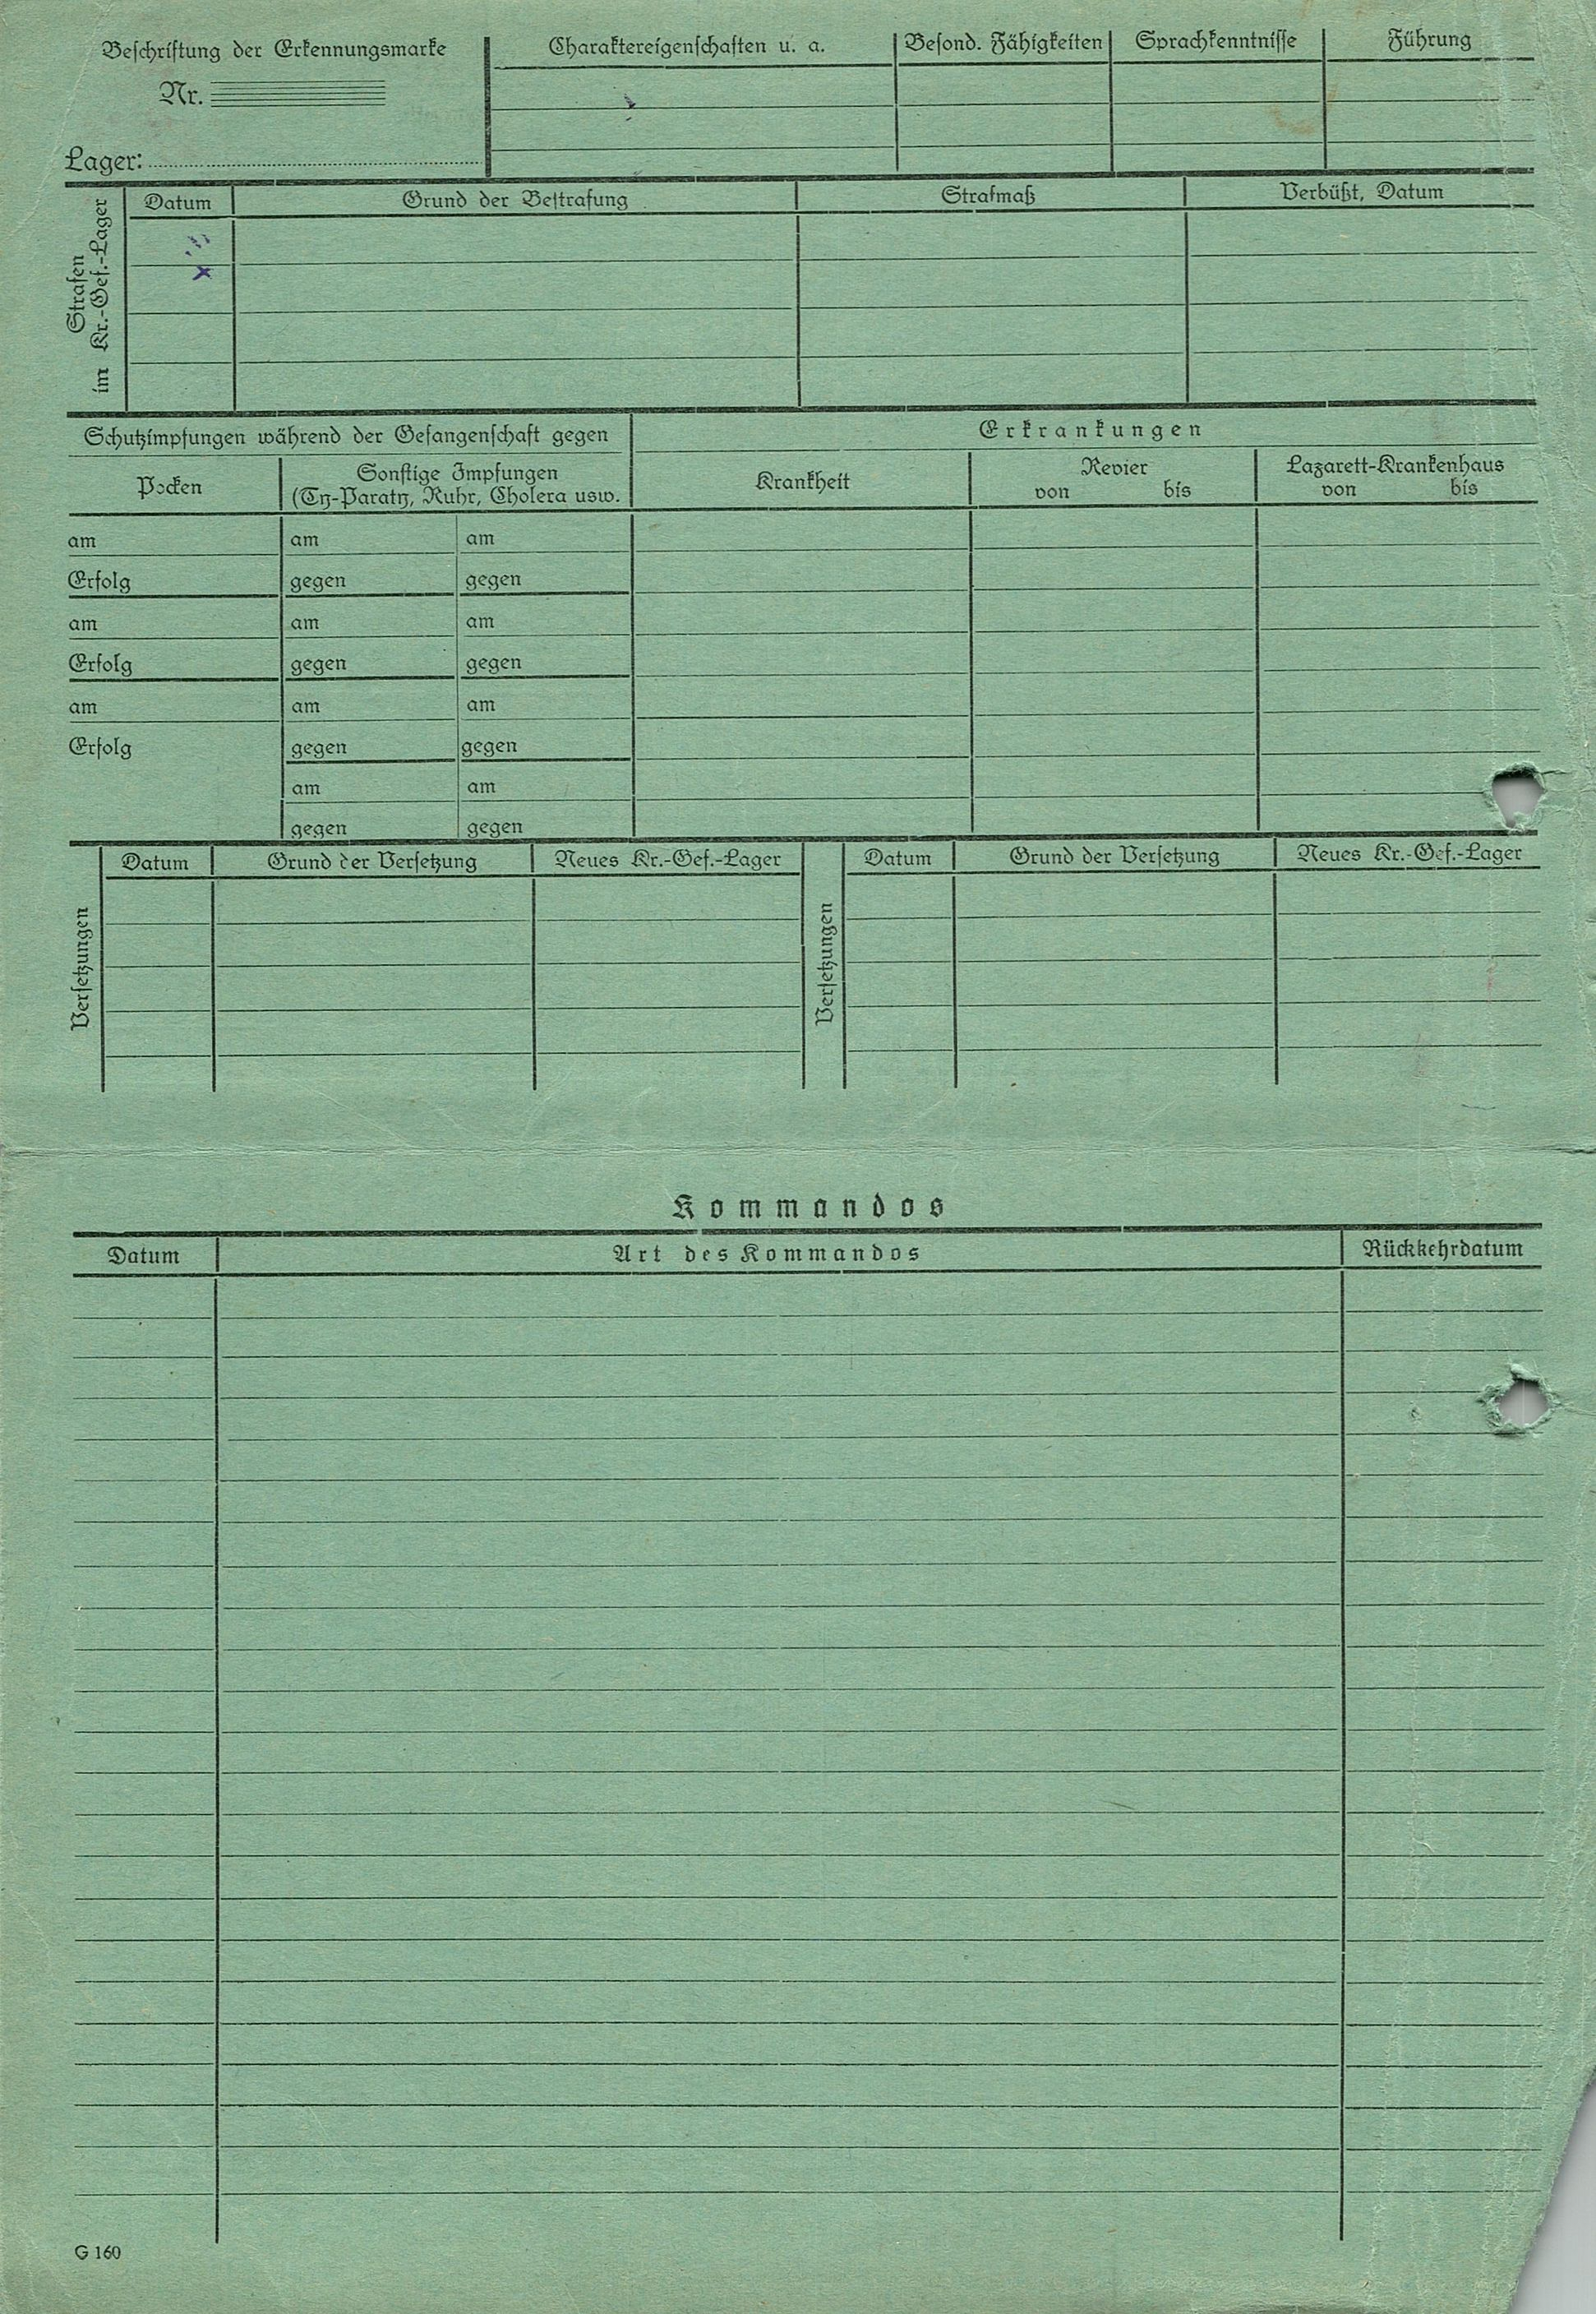 Beschriftung der Erkennungsmarke
Nr.
Lager:
Charaktereigenschaften u. a.
Besond. Fähigkeiten
Sprachkenntnisse
Führung
Strafen
im Kr.-Gef.-Lager
Datum
Grund der Bestrafung
Strafmaß
Verbüßt, Datum
Schutzimpfungen während der Gefangenschaft gegen
Erkrankungen
Pocken
Sonstige Impfungen
(Ty-Paraty, Ruhr, Cholera usw.
Krankheit
Revier
von bis
Lazarett-Krankenhaus
von bis
am am am
Erfolg gegen gegen
am am am
Erfolg gegen gegen
am am am
Erfolg gegen gegen
am am
gegen gegen
Versetzungen
Datum Grund der Versetzung Neues Kr.-Gef.-Lager
Versetzungen
Datum Grund der Versetzung Neues Kr.-Gef.-Lager
Kommandos
Datum Art des Kommandos Rückkehrdatum
G 160